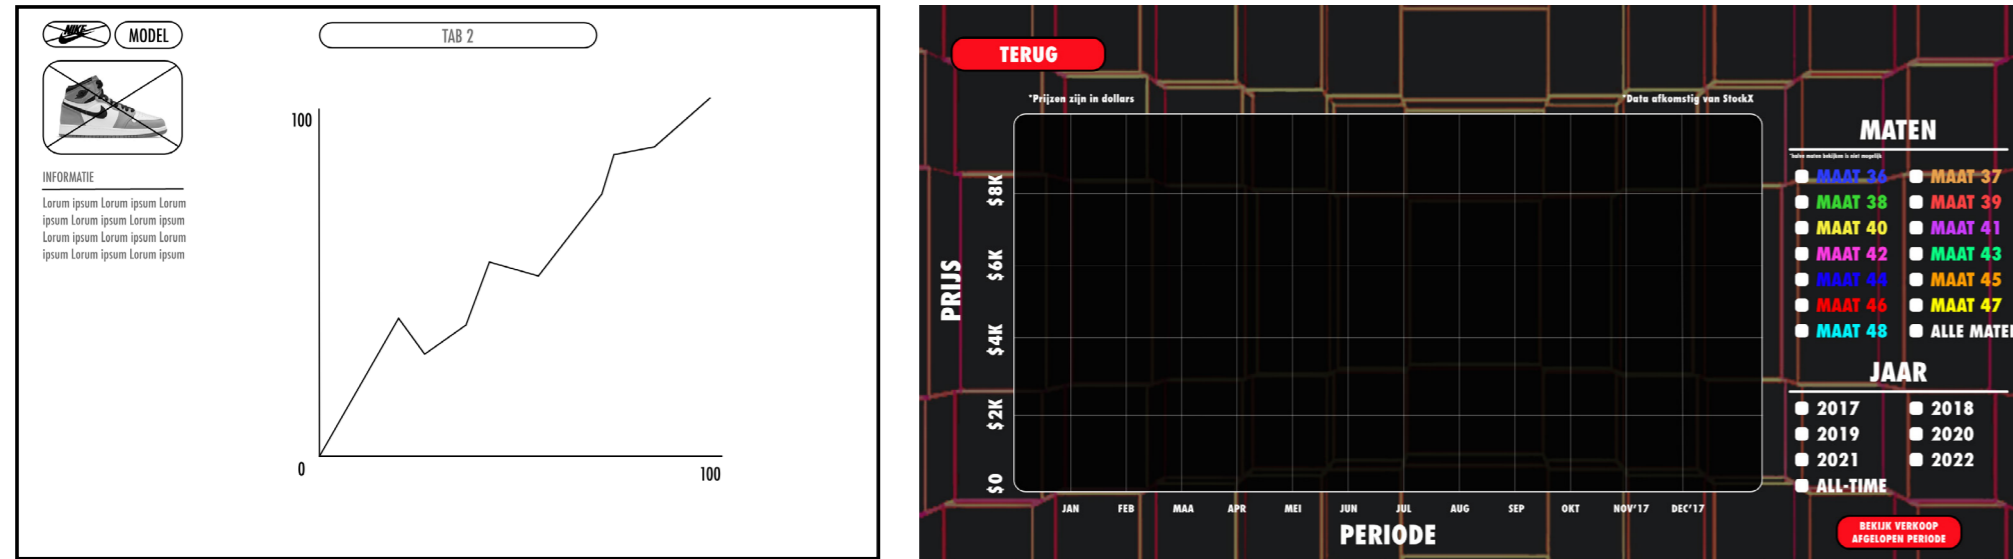 NIKE
MODEL
TAB 2
INFORMATIE
Lorum ipsum Lorum ipsum Lorum
ipsum Lorum ipsum Lorum ipsum
Lorum ipsum Lorum ipsum Lorum
ipsum Lorum ipsum Lorum ipsum
100
0
100
TERUG
*Prijzen zijn in dollars
*Data afkomstig van StockX
PRIJS
$8K
$6K
$4K
$2K
$0
JAN FEB MAA APR MEI JUN JUL AUG SEP OKT NOV'17 DEC'17
PERIODE
MATEN
maten bekijken is niet mogelijk
MAAT 36 MAAT 37
MAAT 38 MAAT 39
MAAT 40 MAAT 41
MAAT 42 MAAT 43
MAAT 44 MAAT 45
MAAT 46 MAAT 47
MAAT 48 ALLE MATEN
JAAR
2017 2018
2019 2020
2021 2022
ALL-TIME
BEKIJK VERKOOP
AFGELOPEN PERIODE